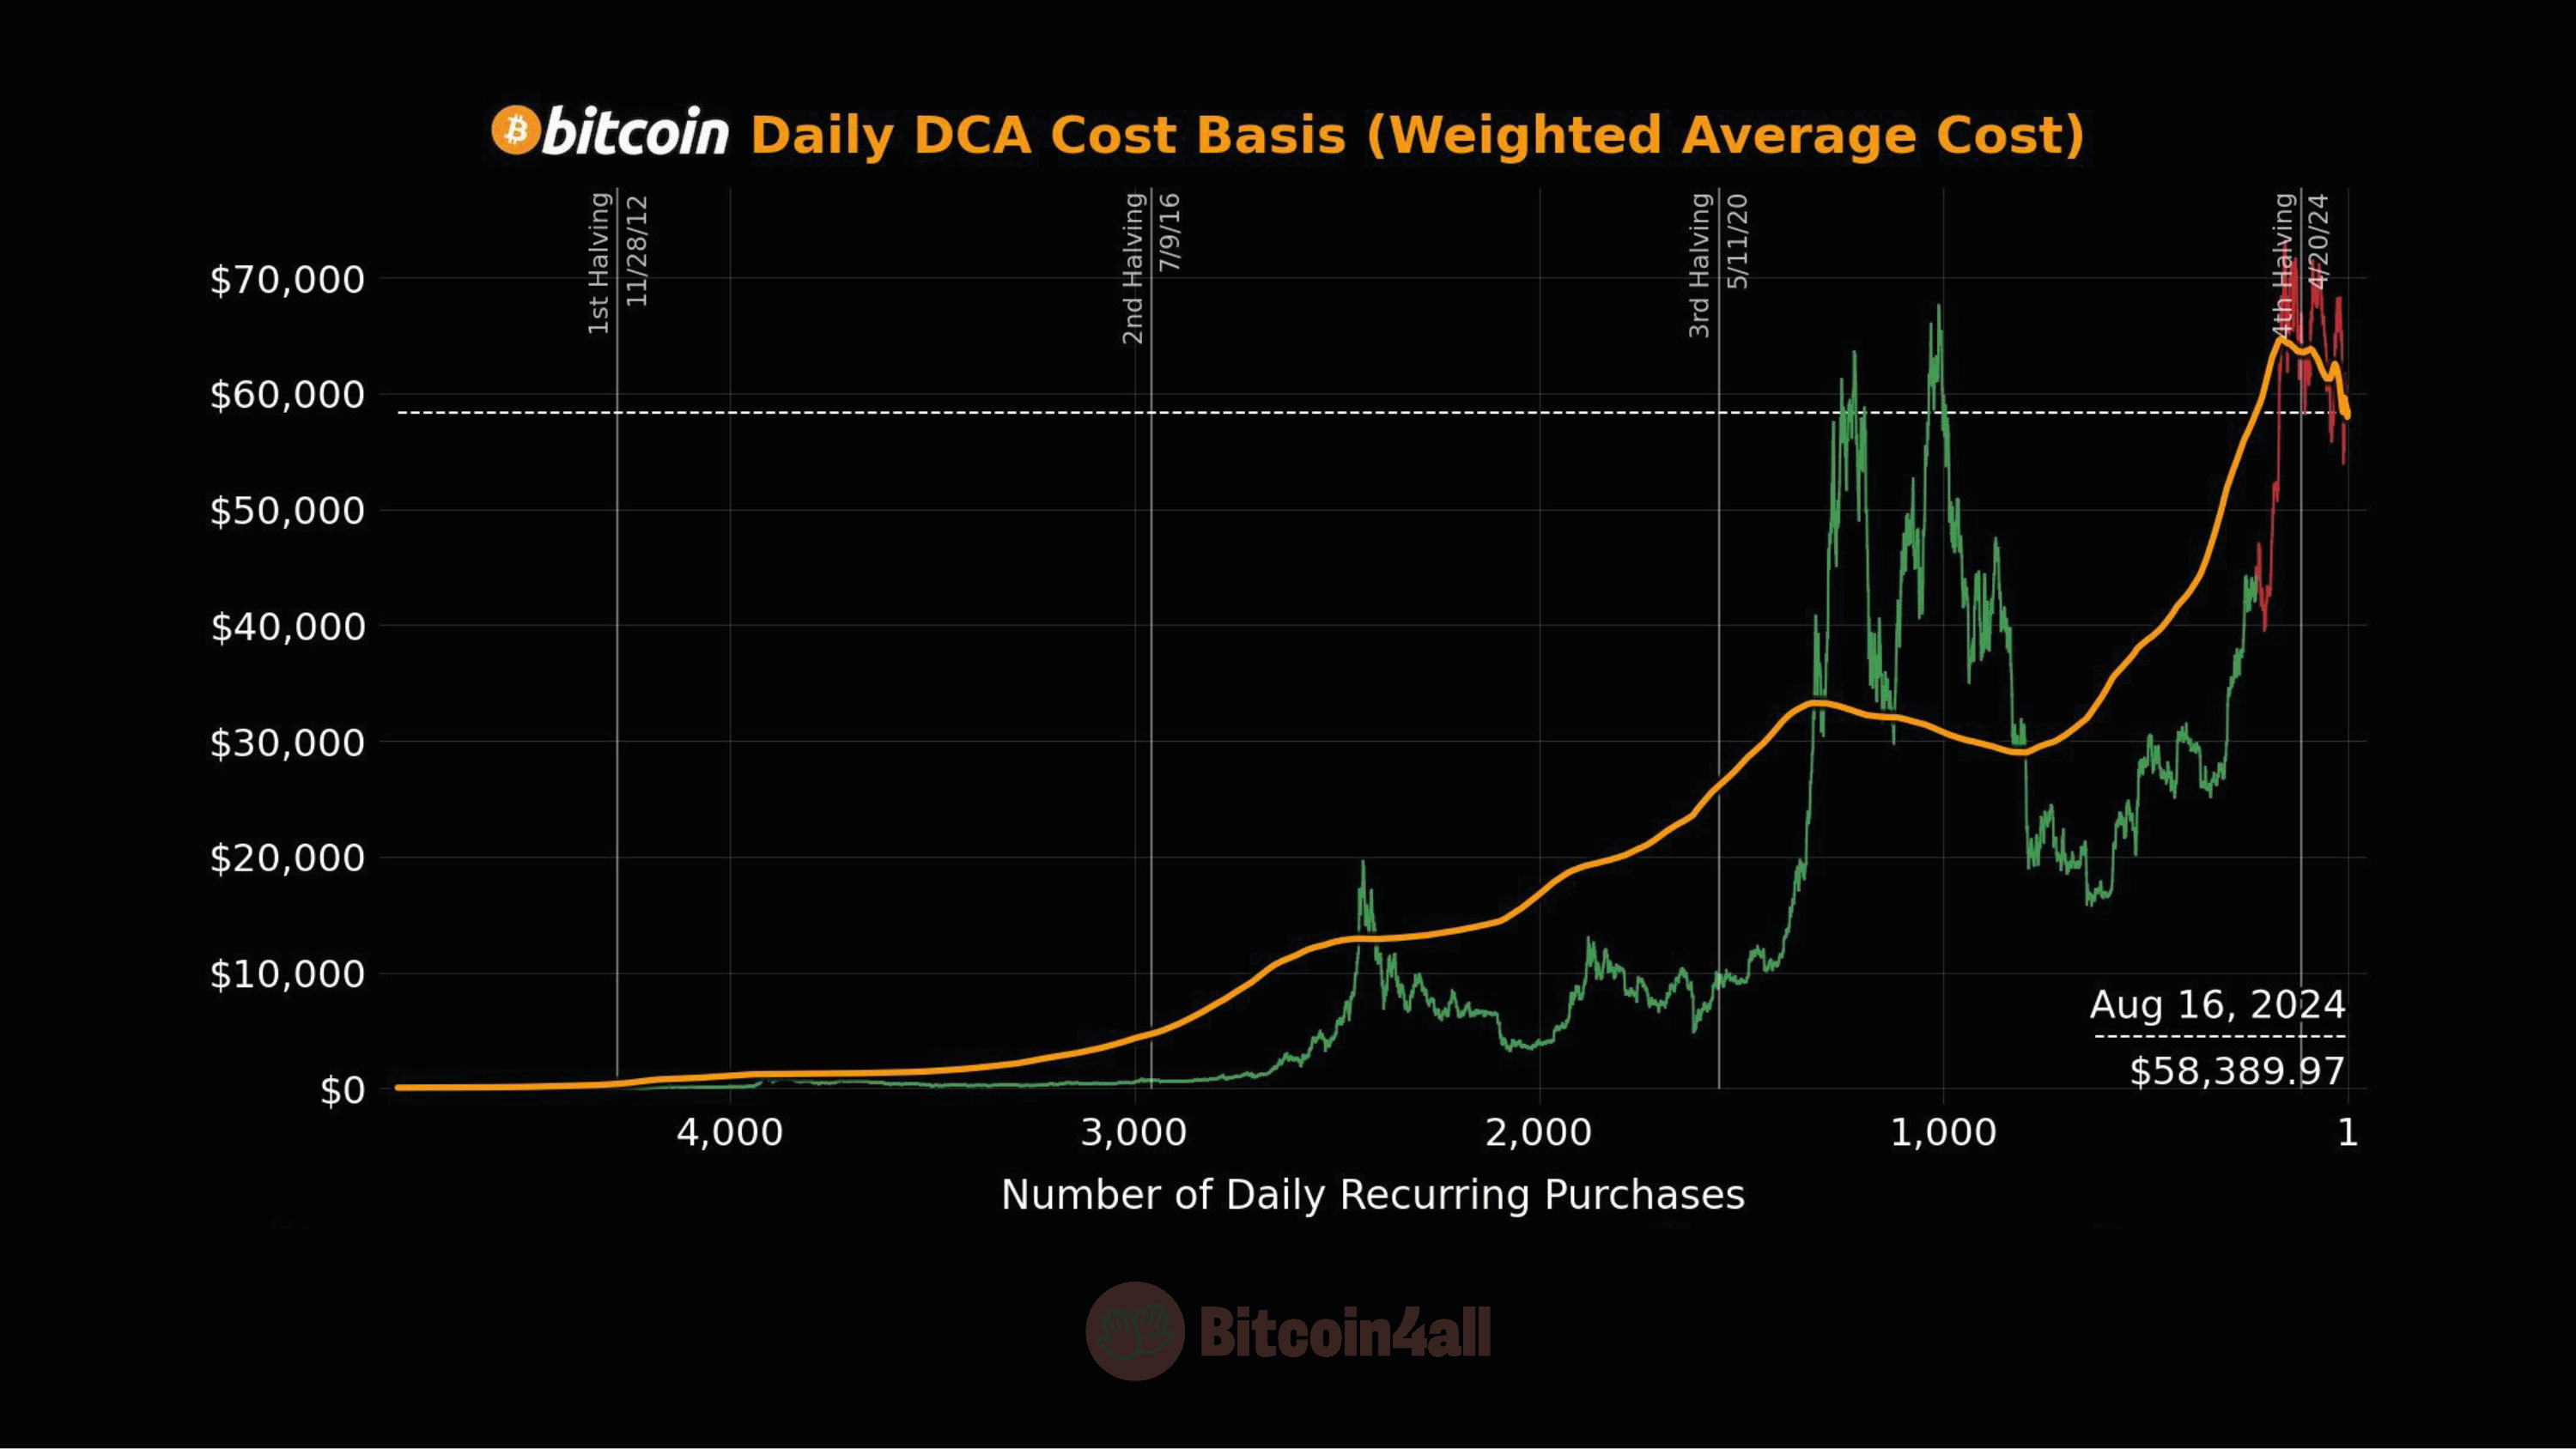 bitcoin Daily DCA Cost Basis (Weighted Average Cost)
1st Halving
11/28/12
2nd Halving
7/9/16
3rd Halving
5/11/20
4th Halving
4/20/24
$70,000
$60,000
$50,000
$40,000
$30,000
$20,000
$10,000
$0
Aug 16, 2024
$58,389.97
4,000
3,000
2,000
1,000
1
Number of Daily Recurring Purchases
Bitcoin4all